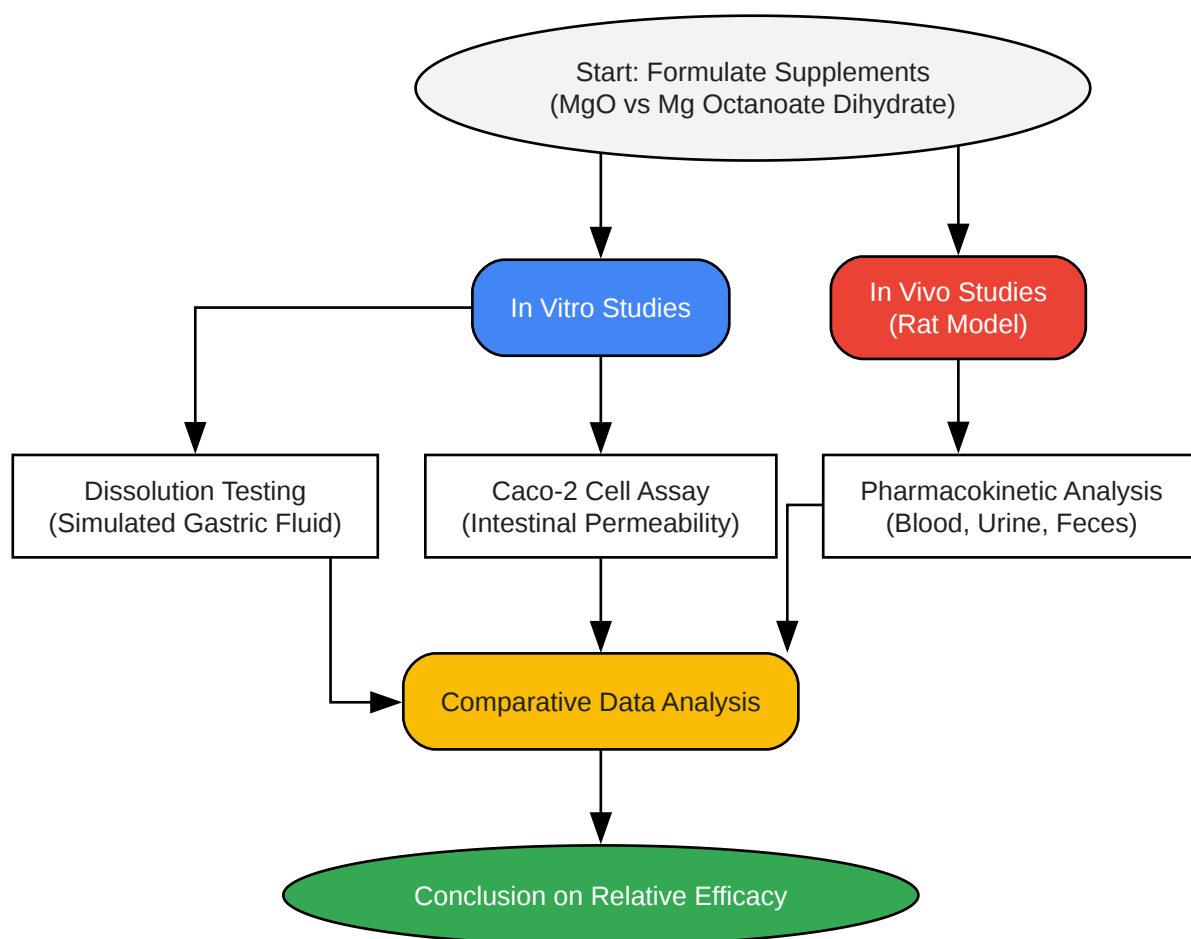 Start: Formulate Supplements
(MgO vs Mg Octanoate Dihydrate)
In Vitro Studies
In Vivo Studies
(Rat Model)
Dissolution Testing
(Simulated Gastric Fluid)
Caco-2 Cell Assay
(Intestinal Permeability)
Pharmacokinetic Analysis
(Blood, Urine, Feces)
Comparative Data Analysis
Conclusion on Relative Efficacy